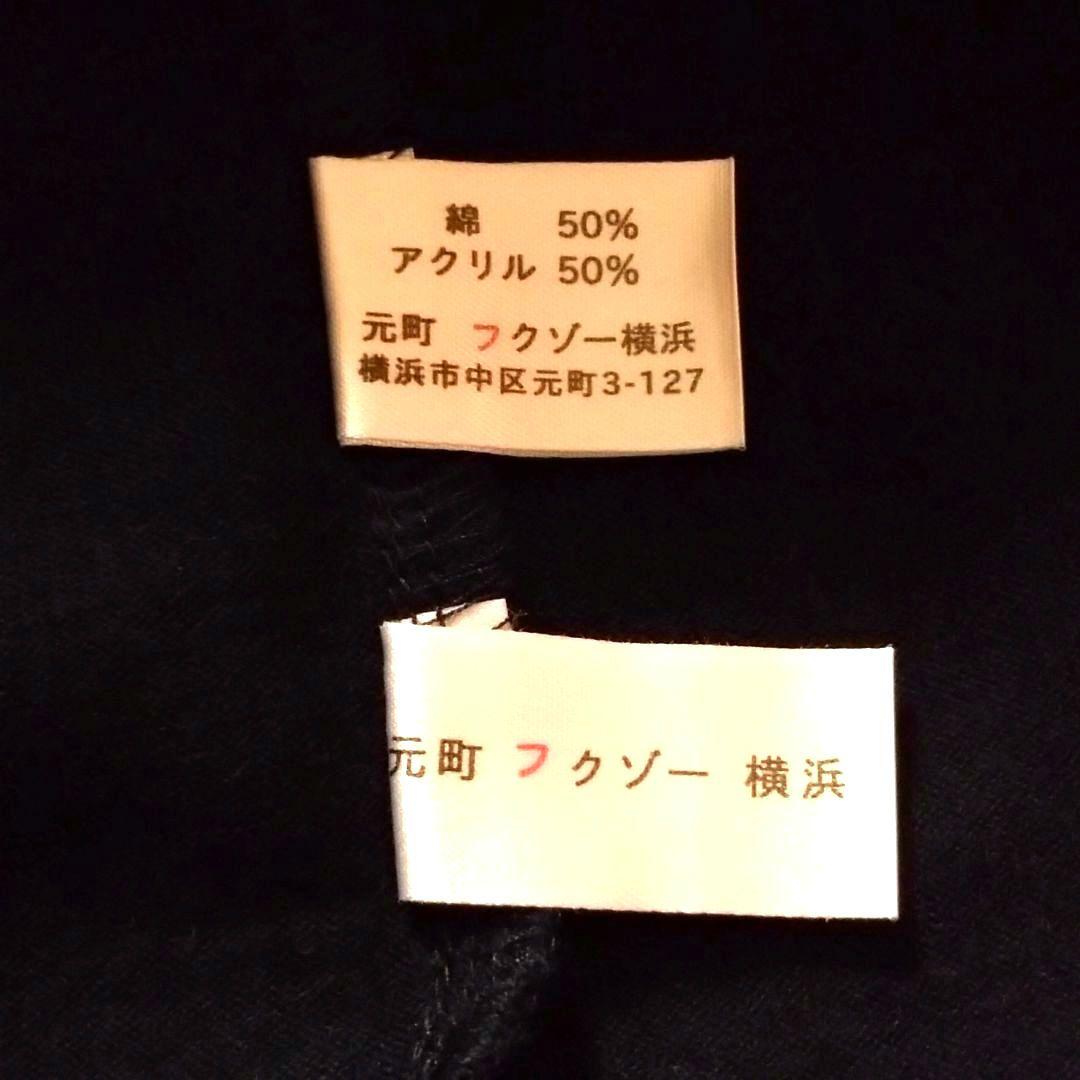 綿 50%
アクリル 50%
元町 フクゾー横浜
横浜市中区元町3-127
元町 フクゾー 横浜